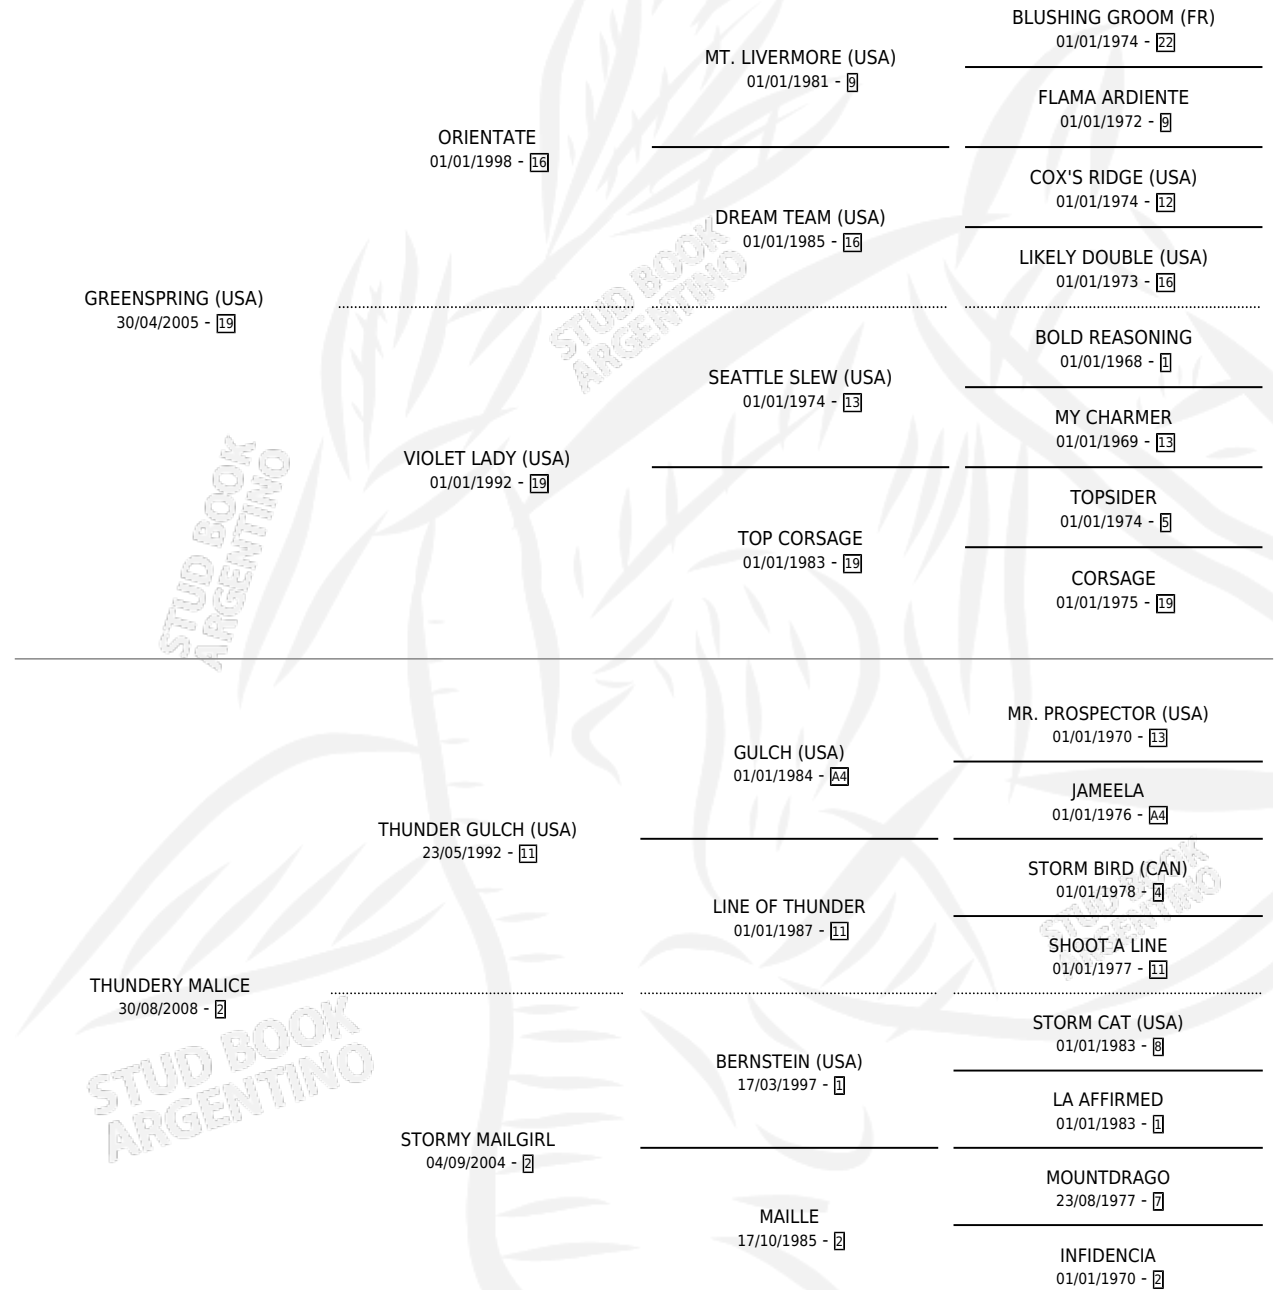 BLUSHING GROOM (FR)
01/01/1974 - 22
MT. LIVERMORE (USA)
01/01/1981 - 9
FLAMA ARDIENTE
01/01/1972 - 9
ORIENTATE
01/01/1998 - 16
COX'S RIDGE (USA)
01/01/1974 - 12
DREAM TEAM (USA)
01/01/1985 - 16
LIKELY DOUBLE (USA)
01/01/1973 - 16
GREENSPRING (USA)
30/04/2005 - 19
BOLD REASONING
01/01/1968 - 1
SEATTLE SLEW (USA)
01/01/1974 - 13
MY CHARMER
01/01/1969 - 13
VIOLET LADY (USA)
01/01/1992 - 19
TOPSIDER
01/01/1974 - 5
TOP CORSAGE
01/01/1983 - 19
CORSAGE
01/01/1975 - 19
MR. PROSPECTOR (USA)
01/01/1970 - 13
GULCH (USA)
01/01/1984 - A4
JAMEELA
01/01/1976 - A4
THUNDER GULCH (USA)
23/05/1992 - 11
STORM BIRD (CAN)
01/01/1978 - 4
LINE OF THUNDER
01/01/1987 - 11
SHOOT A LINE
01/01/1977 - 11
THUNDERY MALICE
30/08/2008 - 2
STORM CAT (USA)
01/01/1983 - 8
BERNSTEIN (USA)
17/03/1997 - 1
LA AFFIRMED
01/01/1983 - 1
STORMY MAILGIRL
04/09/2004 - 2
MOUNTDRAGO
23/08/1977 - 7
MAILLE
17/10/1985 - 2
INFIDENCIA
01/01/1970 - 2
STUD BOOK
ARGENTINO
STUD BOOK
ARGENTINO
STUD BOOK
ARGENTINO
STUD BOOK
ARGENTINO